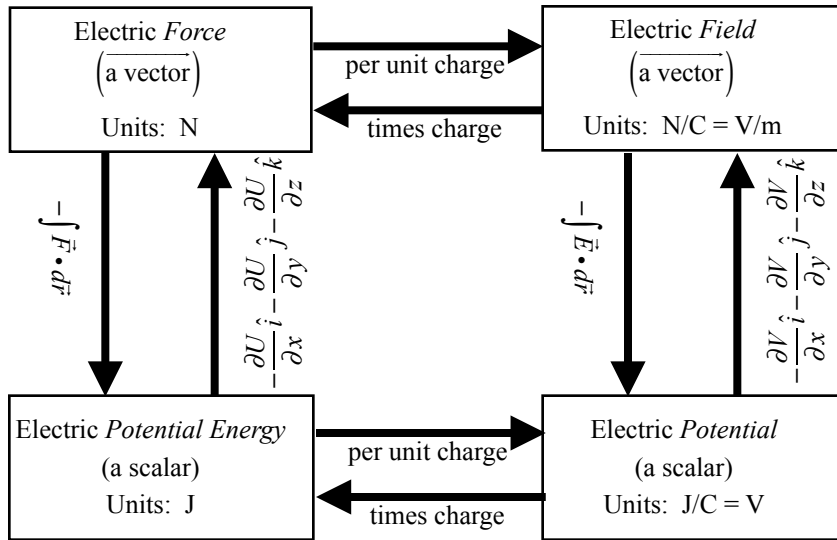 Electric Force
(a vector)
Units: N
per unit charge
times charge
Electric Field
(a vector)
Units: N/C = V/m
−∫ F⃗ • dr⃗
−∂U/∂x î − ∂U/∂y ĵ − ∂U/∂z k̂
−∫ E⃗ • dr⃗
−∂V/∂x î − ∂V/∂y ĵ − ∂V/∂z k̂
Electric Potential Energy
(a scalar)
Units: J
per unit charge
times charge
Electric Potential
(a scalar)
Units: J/C = V